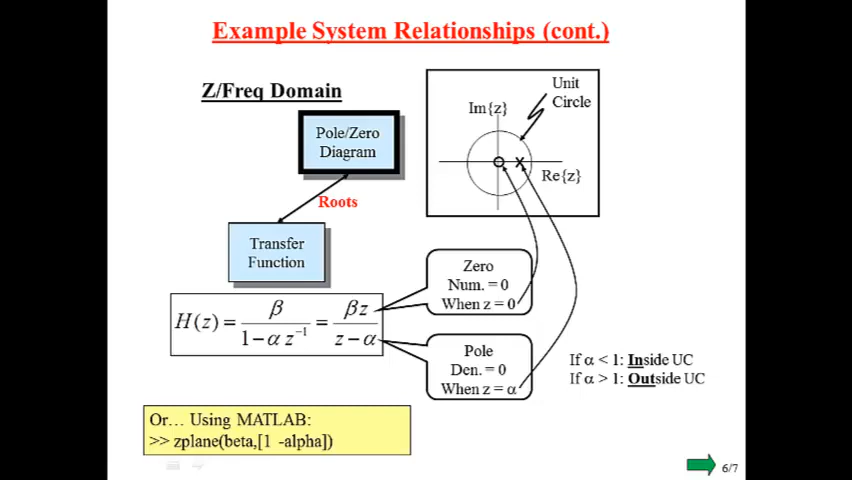 Example System Relationships (cont.)
Z/Freq Domain
Pole/Zero
Diagram
Roots
Transfer
Function
Unit
Circle
Im{z}
Re{z}
Zero
Num. = 0
When z = 0
H(z) = β / (1 − α z⁻¹) = βz / (z − α)
Pole
Den. = 0
When z = α
If α < 1: Inside UC
If α > 1: Outside UC
Or… Using MATLAB:
>> zplane(beta,[1 -alpha])
6/7